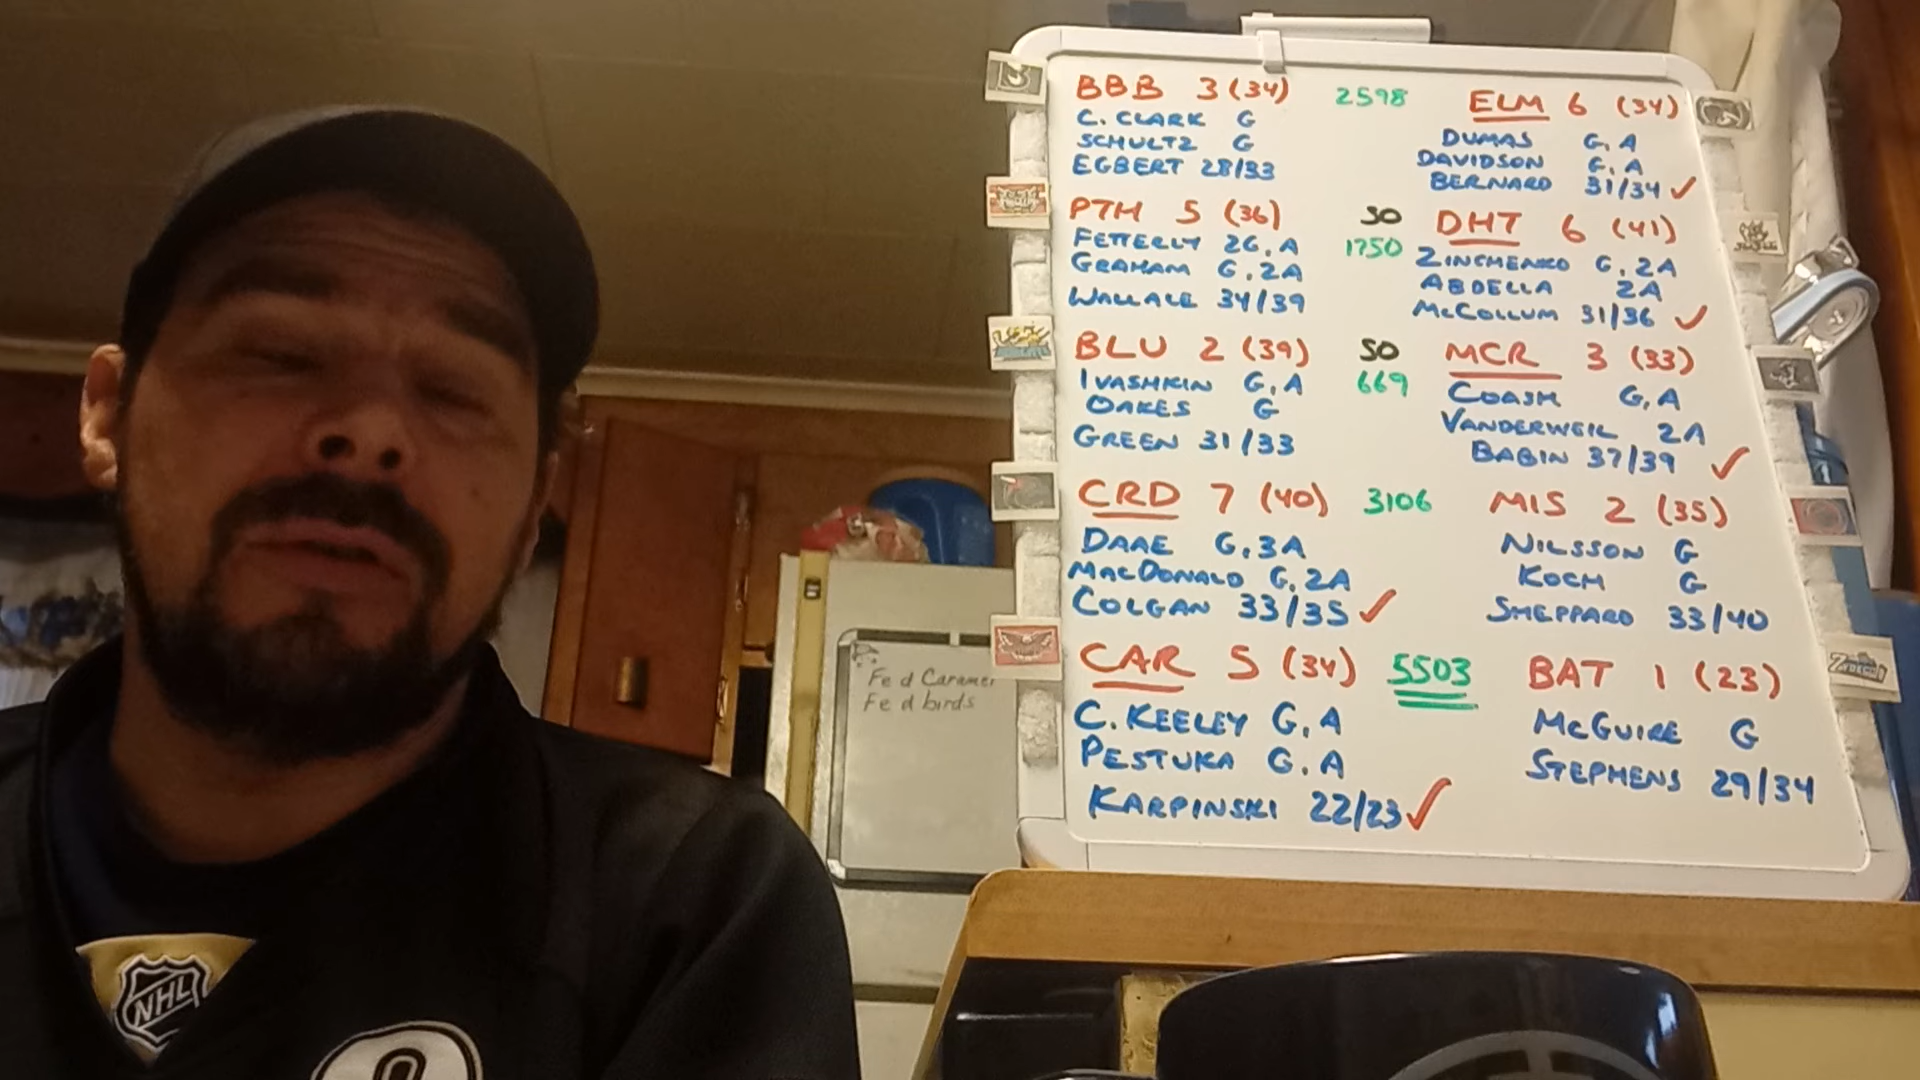 BBB 3 (34) 2598 ELM 6 (34)
C. CLARK G
SCHULTZ G
EGBERT 28/33
DUMAS G, A
DAVIDSON G, A
BERNARD 31/34 ✓
PTH 5 (36) SO DHT 6 (41)
1750
FETTERLY 2G, A
GRAHAM G, 2A
WALLACE 34/39
ZINCHENKO G, 2A
ABDELLA 2A
McCOLLUM 31/36 ✓
BLU 2 (39) SO MCR 3 (33)
669
IVASHKIN G, A
OAKES G
GREEN 31/33
COASH G, A
VANDERWEIL 2A
BABIN 37/39 ✓
CRD 7 (40) 3106 MIS 2 (35)
DAAE G, 3A
MACDONALD G, 2A
COLGAN 33/35 ✓
NILSSON G
KOCH G
SHEPPARD 33/40
CAR 5 (34) 5503 BAT 1 (23)
C. KEELEY G, A
PESTUKA G, A
KARPINSKI 22/23 ✓
McGUIRE G
STEPHENS 29/34
Fed Caramel
Fed birds
NHL